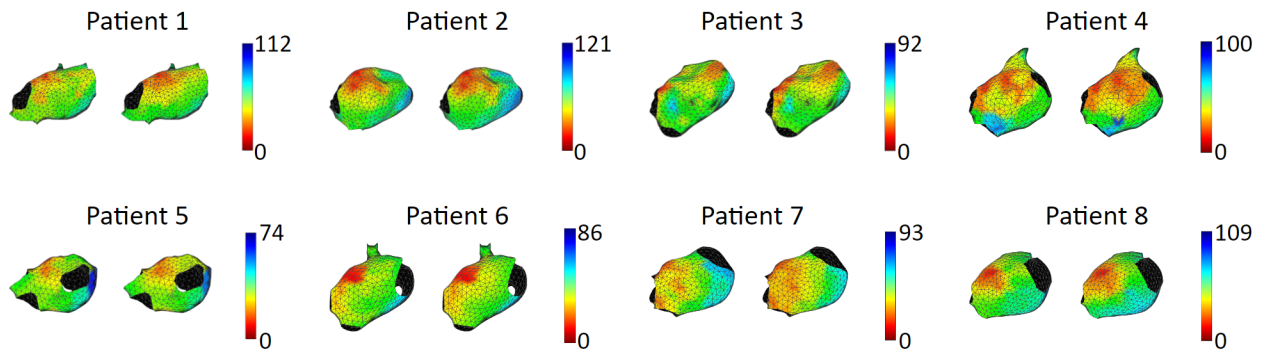 Patient 1
112
0
Patient 2
121
0
Patient 3
92
0
Patient 4
100
0
Patient 5
74
0
Patient 6
86
0
Patient 7
93
0
Patient 8
109
0